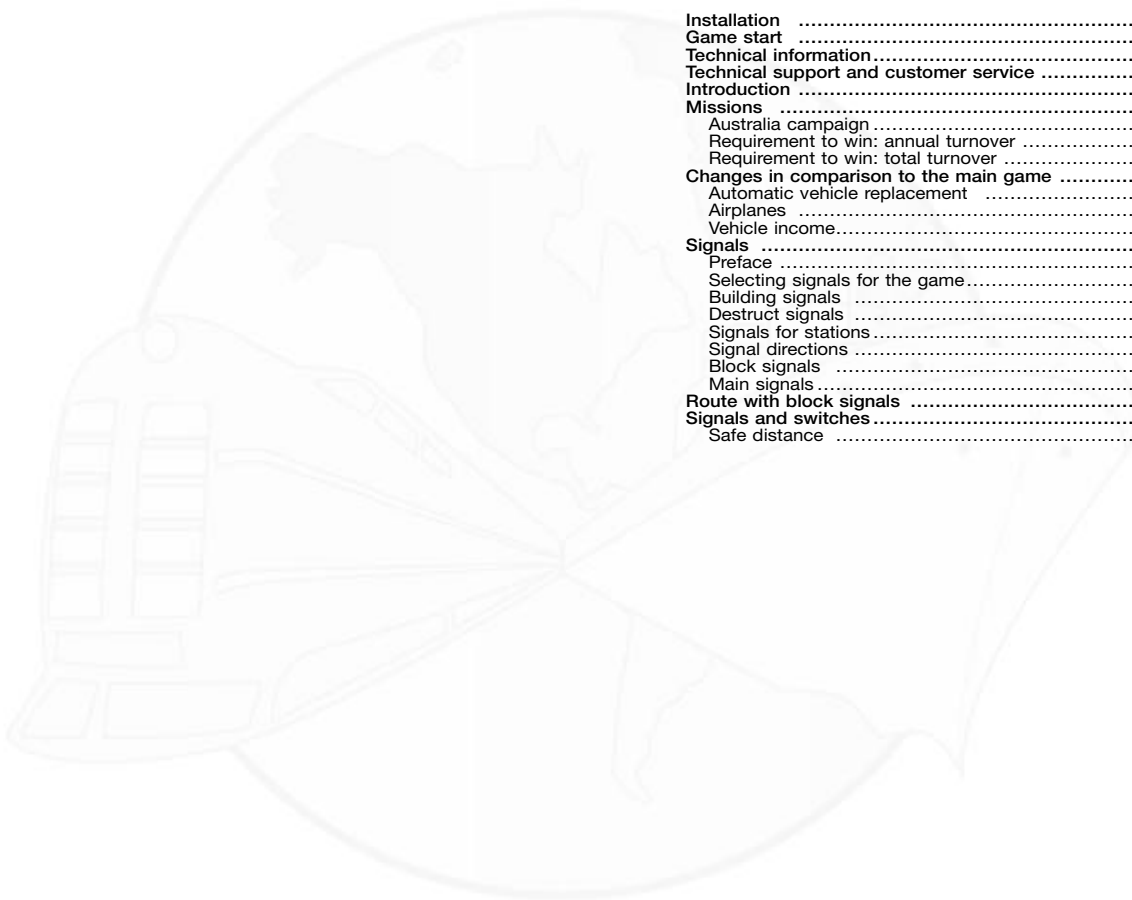 Installation ......................................................
Game start ......................................................
Technical information..........................................
Technical support and customer service ...............
Introduction ......................................................
Missions .........................................................
Australia campaign ..........................................
Requirement to win: annual turnover ..................
Requirement to win: total turnover .....................
Changes in comparison to the main game ............
Automatic vehicle replacement ........................
Airplanes ......................................................
Vehicle income................................................
Signals ............................................................
Preface .........................................................
Selecting signals for the game...........................
Building signals .............................................
Destruct signals .............................................
Signals for stations ..........................................
Signal directions .............................................
Block signals ................................................
Main signals ...................................................
Route with block signals ....................................
Signals and switches..........................................
Safe distance ................................................